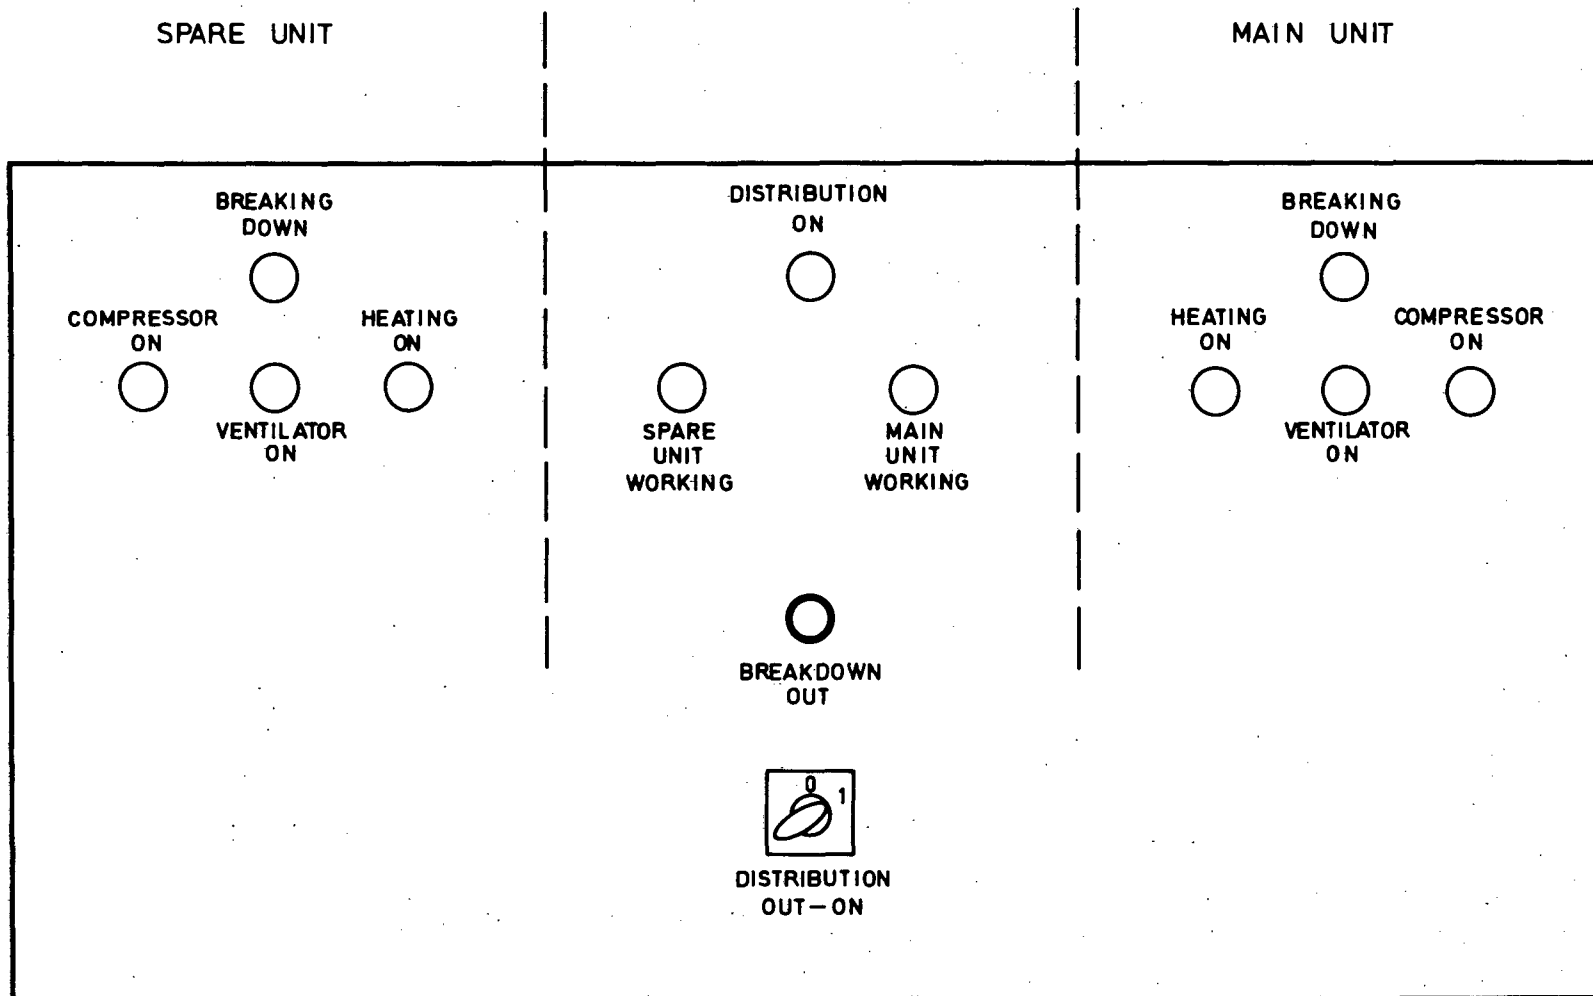 SPARE UNIT
MAIN UNIT
BREAKING
DOWN
COMPRESSOR
ON
HEATING
ON
VENTILATOR
ON
DISTRIBUTION
ON
SPARE
UNIT
WORKING
MAIN
UNIT
WORKING
BREAKDOWN
OUT
0
1
DISTRIBUTION
OUT-ON
BREAKING
DOWN
HEATING
ON
COMPRESSOR
ON
VENTILATOR
ON